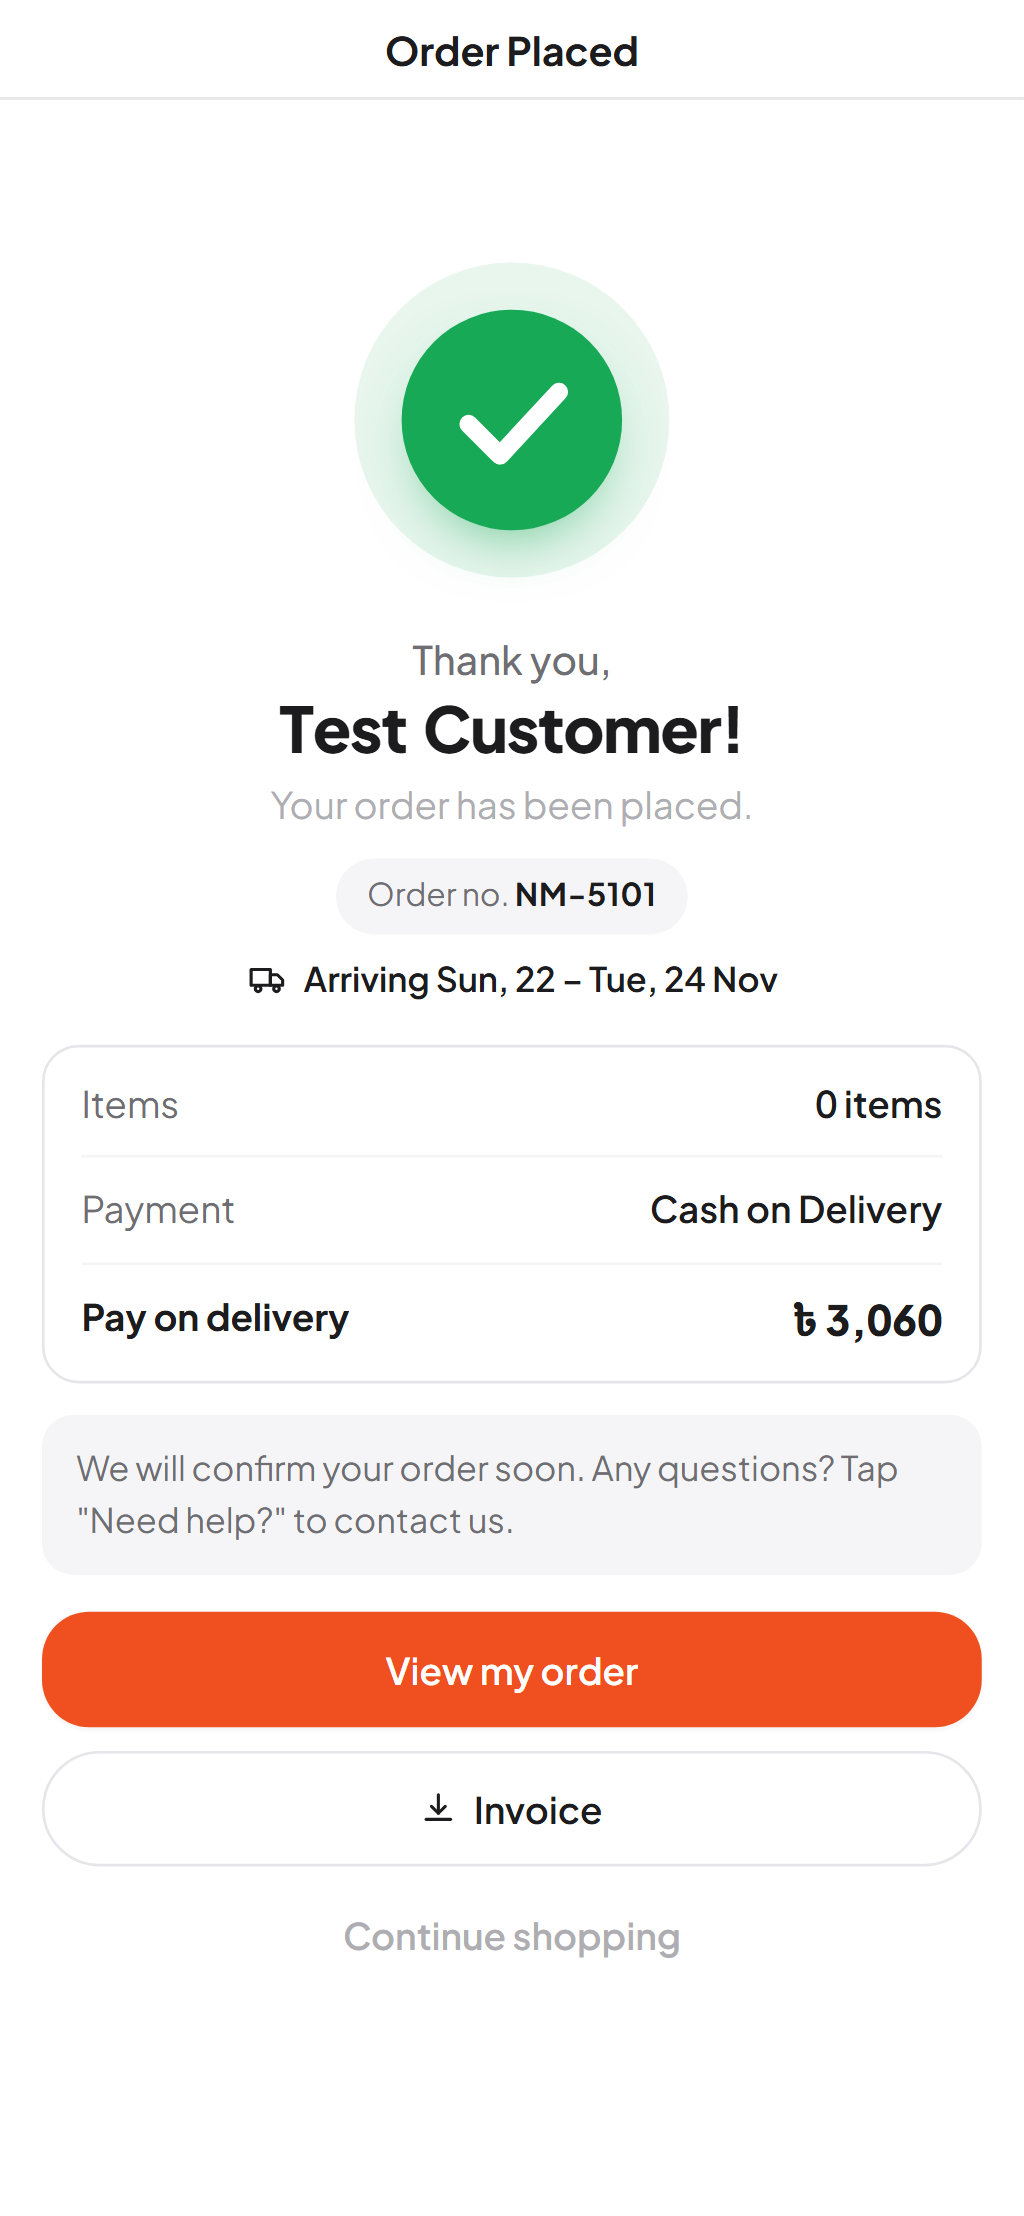 Order Placed
Thank you,
Test Customer!
Your order has been placed.
Order no. NM-5101
Arriving Sun, 22 – Tue, 24 Nov
Items 0 items
Payment Cash on Delivery
Pay on delivery ৳ 3,060
We will confirm your order soon. Any questions? Tap
"Need help?" to contact us.
View my order
Invoice
Continue shopping